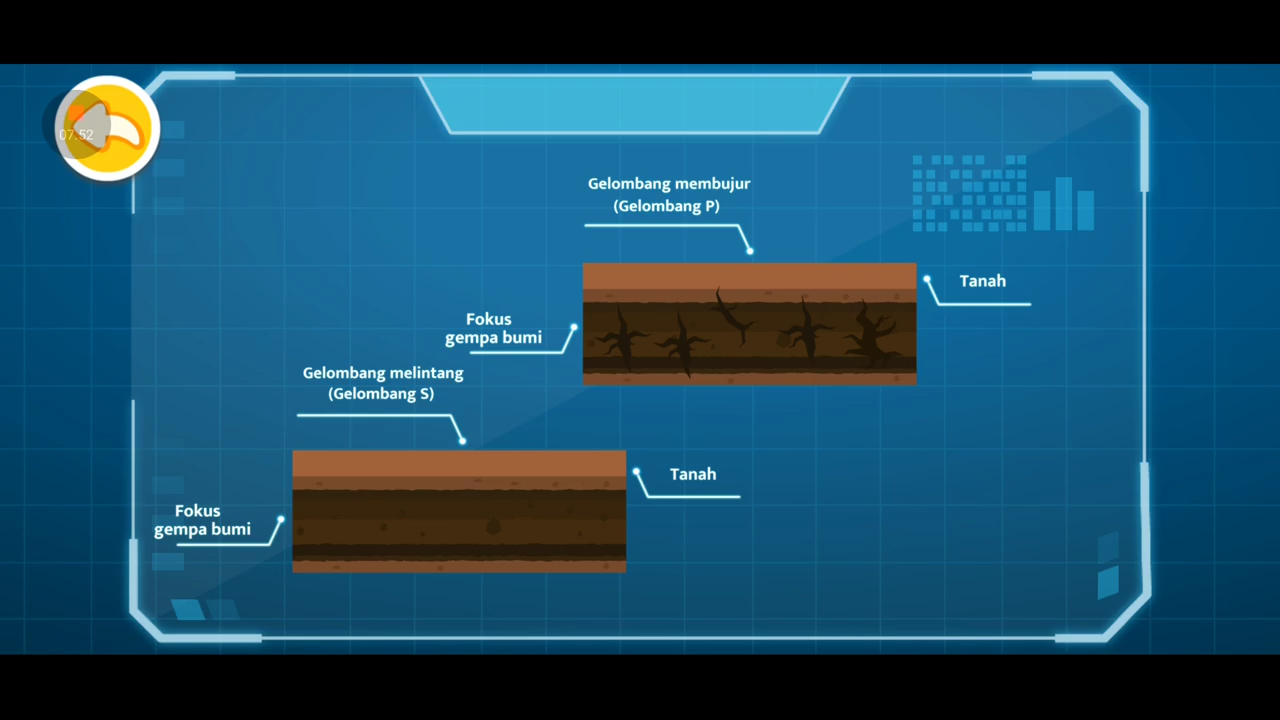 07.52
Gelombang membujur
(Gelombang P)
Tanah
Fokus
gempa bumi
Gelombang melintang
(Gelombang S)
Tanah
Fokus
gempa bumi